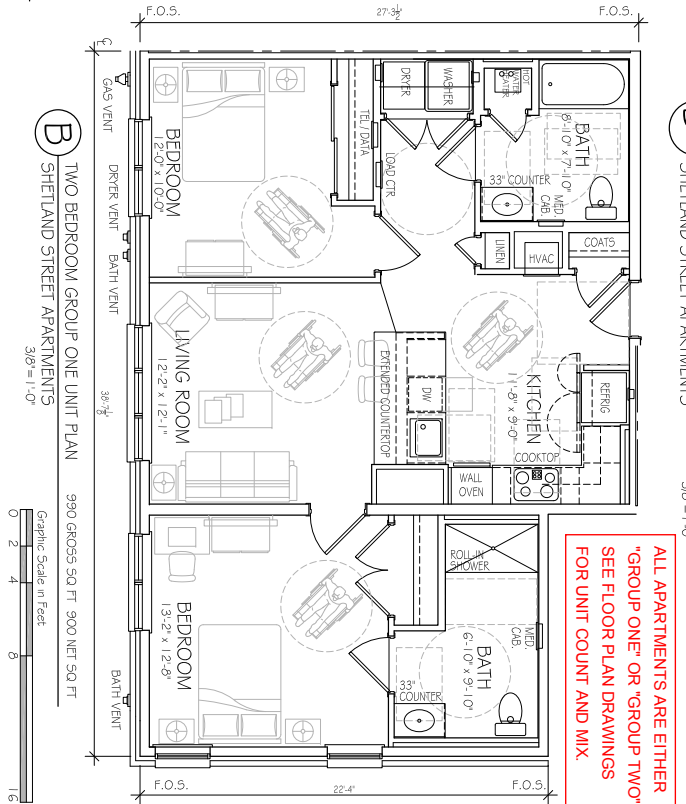 F.O.S.
27'-3½"
F.O.S.
℄
GAS VENT
DRYER VENT
BATH VENT
BATH VENT
38'-7⅞"
BEDROOM
12'-0" x 10'-0"
TEL / DATA
LOAD CTR
DRYER
WASHER
HOT
WATER
HEATER
BATH
8'-10" x 7'-10"
33" COUNTER
MED.
CAB.
LINEN
HVAC
COATS
LIVING ROOM
12'-2" x 12'-1"
EXTENDED COUNTERTOP
DW
KITCHEN
11'-8" x 9'-0"
REFRIG
COOKTOP
WALL
OVEN
BEDROOM
13'-2" x 12'-8"
ROLL-IN
SHOWER
MED.
CAB.
BATH
6'-10" x 9'-10"
33"
COUNTER
F.O.S.
22'-4"
F.O.S.
ALL APARTMENTS ARE EITHER
"GROUP ONE" OR "GROUP TWO"
SEE FLOOR PLAN DRAWINGS
FOR UNIT COUNT AND MIX.
B
TWO BEDROOM GROUP ONE UNIT PLAN
990 GROSS SQ FT 900 NET SQ FT
SHETLAND STREET APARTMENTS
3/8" = 1'-0"
Graphic Scale in Feet
0 2 4 8 16